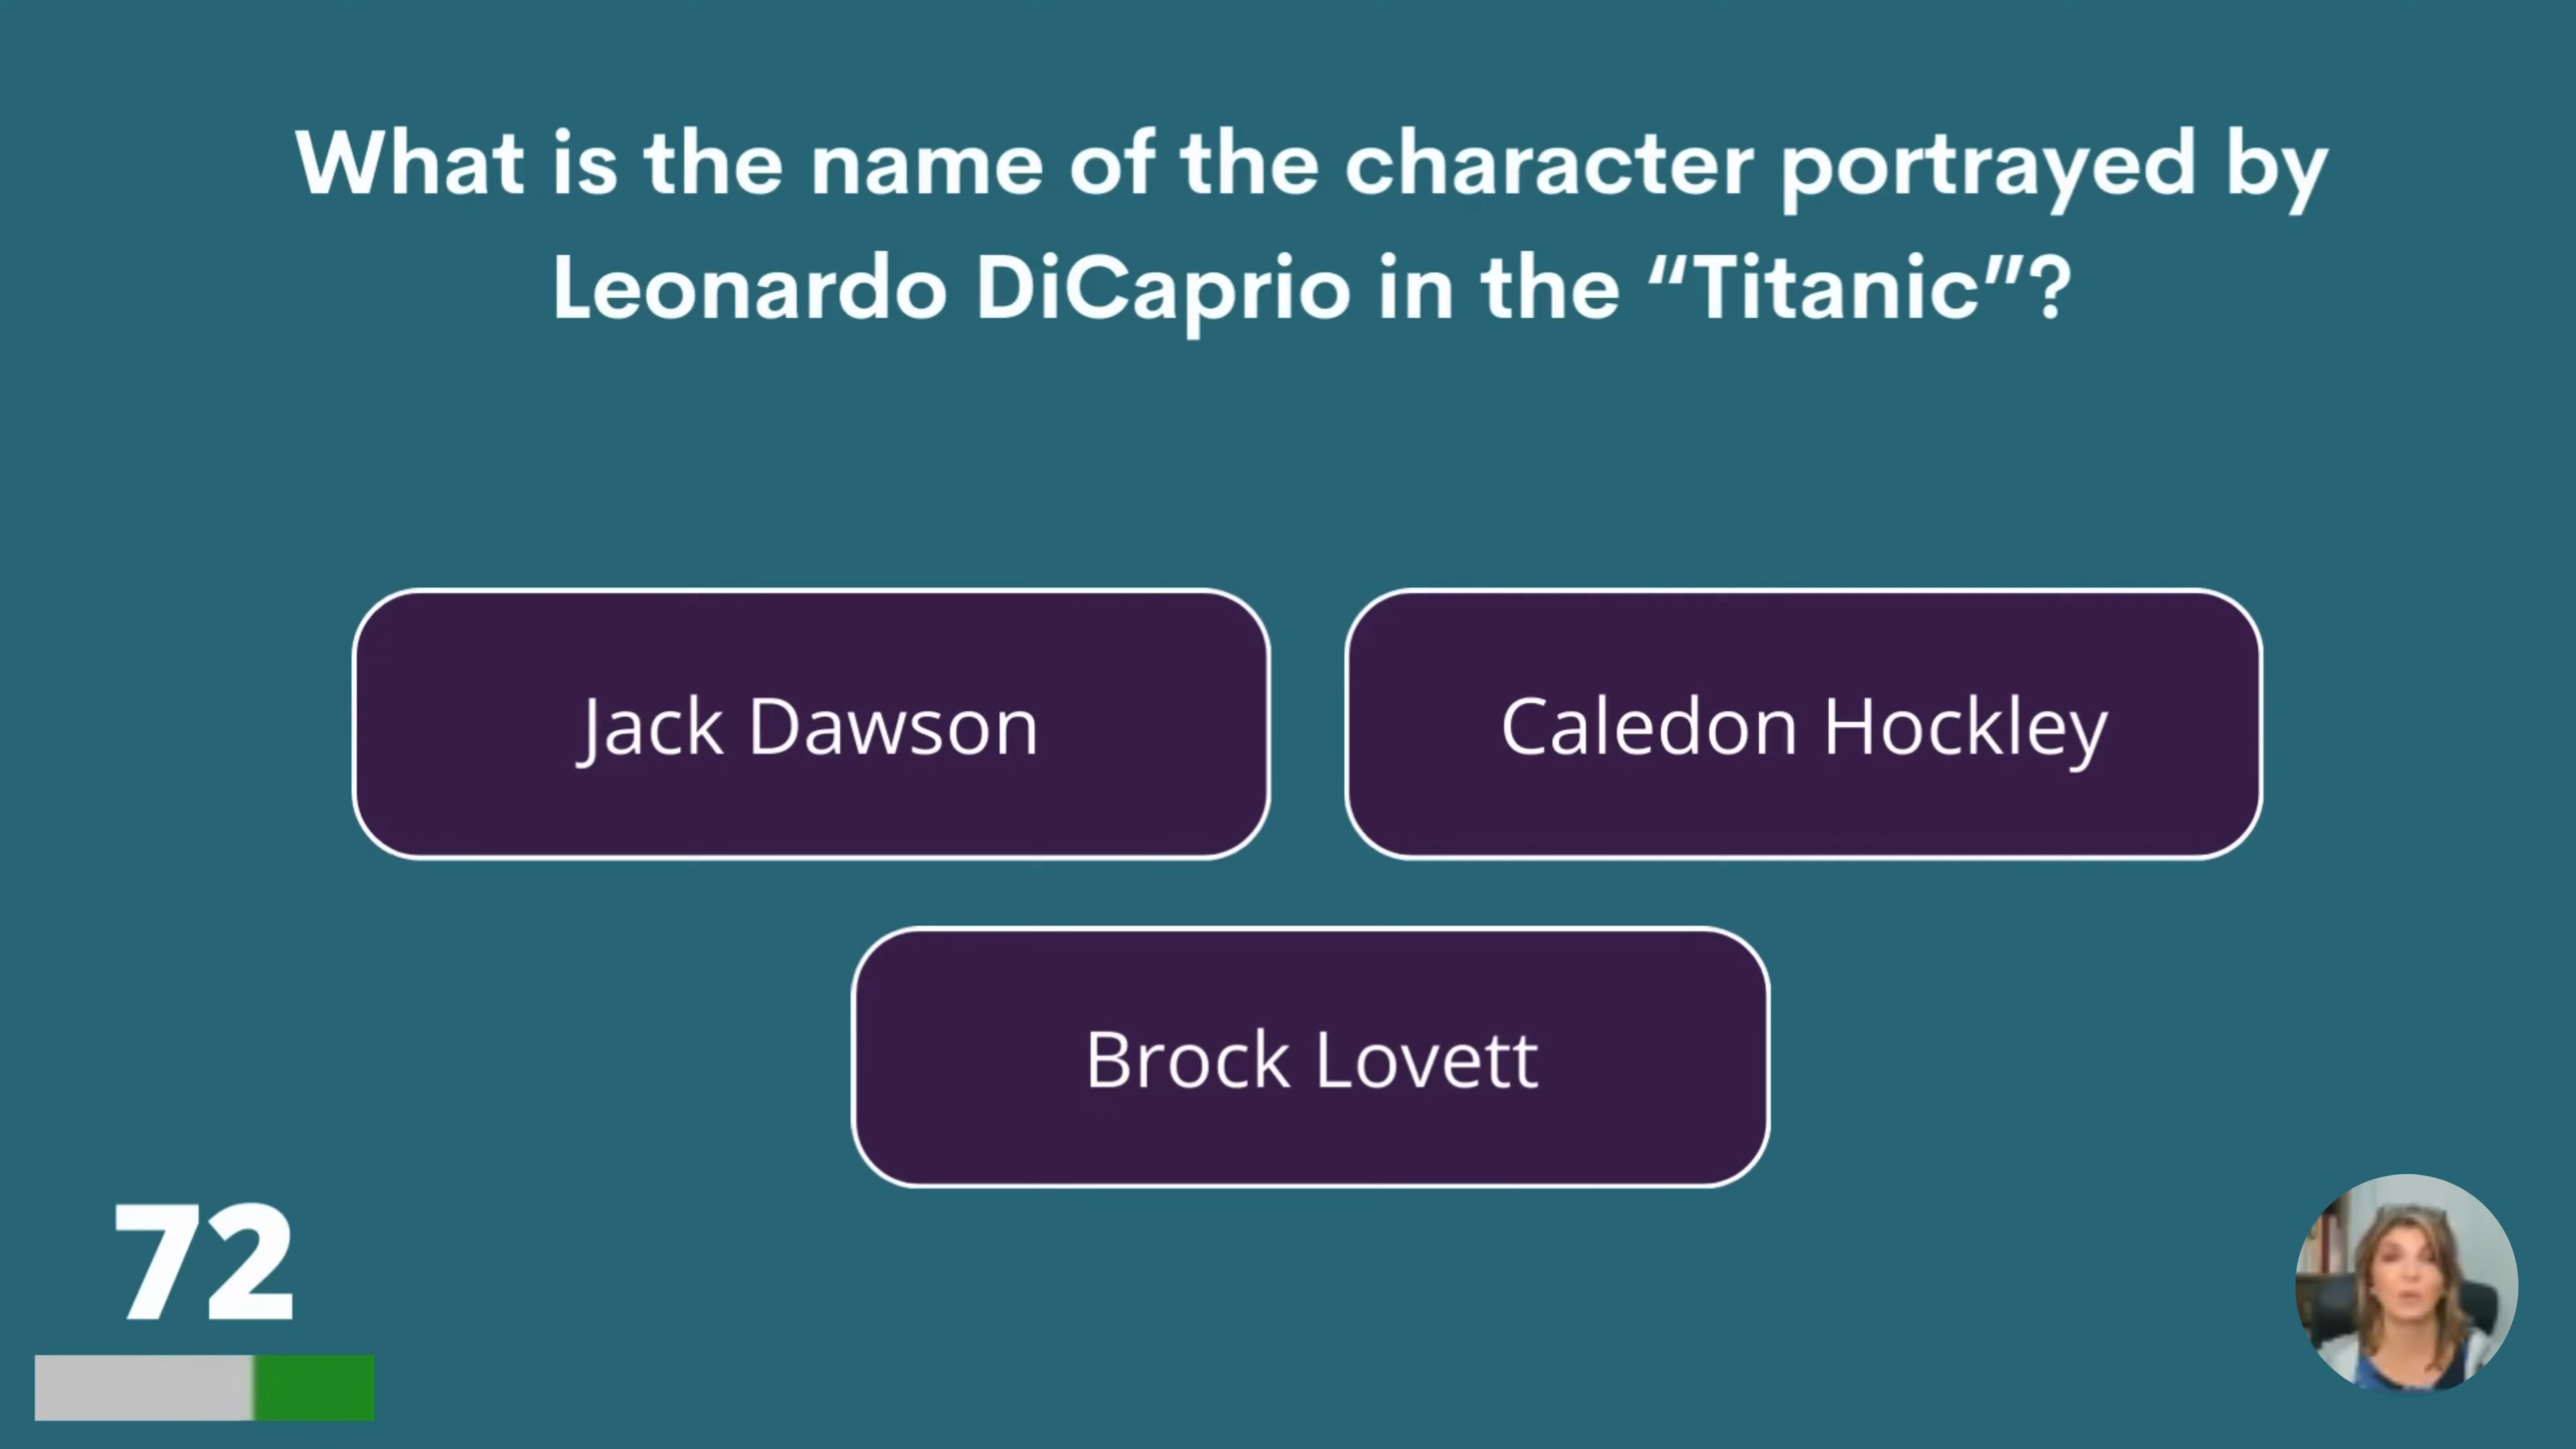 What is the name of the character portrayed by
Leonardo DiCaprio in the “Titanic”?
Jack Dawson
Caledon Hockley
Brock Lovett
72